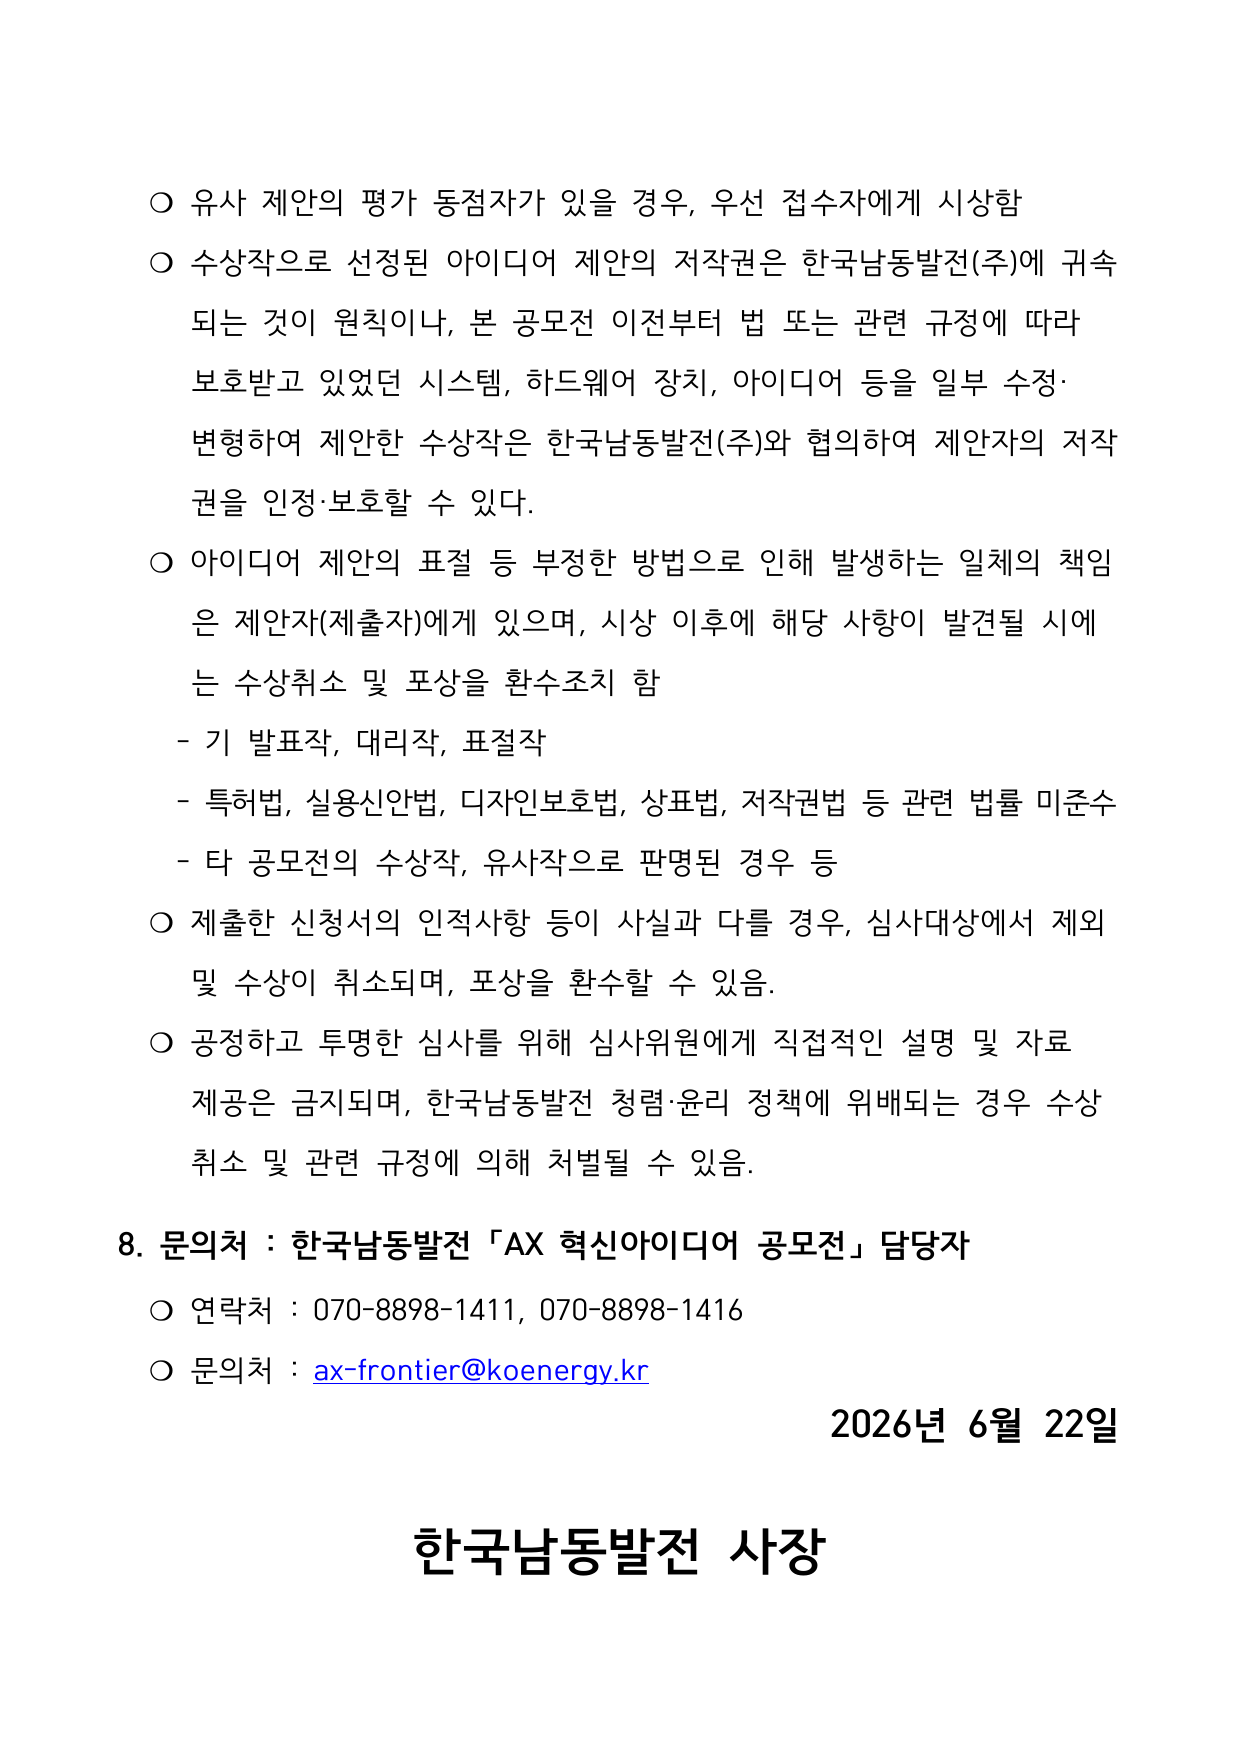 ❍ 유사 제안의 평가 동점자가 있을 경우, 우선 접수자에게 시상함
❍ 수상작으로 선정된 아이디어 제안의 저작권은 한국남동발전(주)에 귀속
되는 것이 원칙이나, 본 공모전 이전부터 법 또는 관련 규정에 따라
보호받고 있었던 시스템, 하드웨어 장치, 아이디어 등을 일부 수정·
변형하여 제안한 수상작은 한국남동발전(주)와 협의하여 제안자의 저작
권을 인정·보호할 수 있다.
❍ 아이디어 제안의 표절 등 부정한 방법으로 인해 발생하는 일체의 책임
은 제안자(제출자)에게 있으며, 시상 이후에 해당 사항이 발견될 시에
는 수상취소 및 포상을 환수조치 함
- 기 발표작, 대리작, 표절작
- 특허법, 실용신안법, 디자인보호법, 상표법, 저작권법 등 관련 법률 미준수
- 타 공모전의 수상작, 유사작으로 판명된 경우 등
❍ 제출한 신청서의 인적사항 등이 사실과 다를 경우, 심사대상에서 제외
및 수상이 취소되며, 포상을 환수할 수 있음.
❍ 공정하고 투명한 심사를 위해 심사위원에게 직접적인 설명 및 자료
제공은 금지되며, 한국남동발전 청렴·윤리 정책에 위배되는 경우 수상
취소 및 관련 규정에 의해 처벌될 수 있음.
8. 문의처 : 한국남동발전「AX 혁신아이디어 공모전」담당자
❍ 연락처 : 070-8898-1411, 070-8898-1416
❍ 문의처 : ax-frontier@koenergy.kr
2026년 6월 22일
한국남동발전 사장